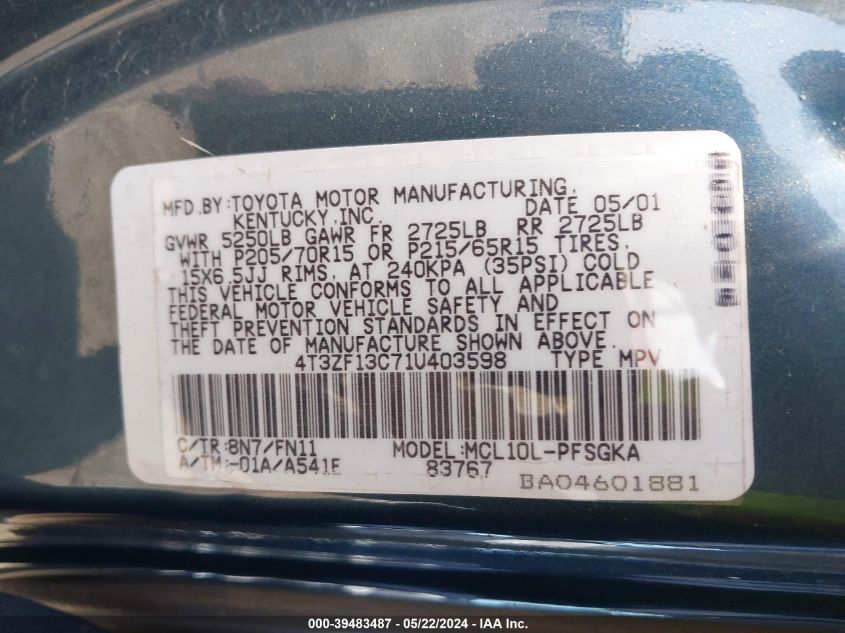 MFD.BY:TOYOTA MOTOR MANUFACTURING,
KENTUCKY,INC. DATE 05/01
GVWR 5250LB GAWR FR 2725LB RR 2725LB
WITH P205/70R15 OR P215/65R15 TIRES,
15X6.5JJ RIMS, AT 240KPA (35PSI) COLD
THIS VEHICLE CONFORMS TO ALL APPLICABLE
FEDERAL MOTOR VEHICLE SAFETY AND
THEFT PREVENTION STANDARDS IN EFFECT ON
THE DATE OF MANUFACTURE SHOWN ABOVE.
4T3ZF13C71U403598 TYPE MPV
C/TR:8N7/FN11 MODEL:MCL10L-PFSGKA
A/TM:-01A/A541E 83767
BA04601881
000-39483487 - 05/22/2024 - IAA Inc.